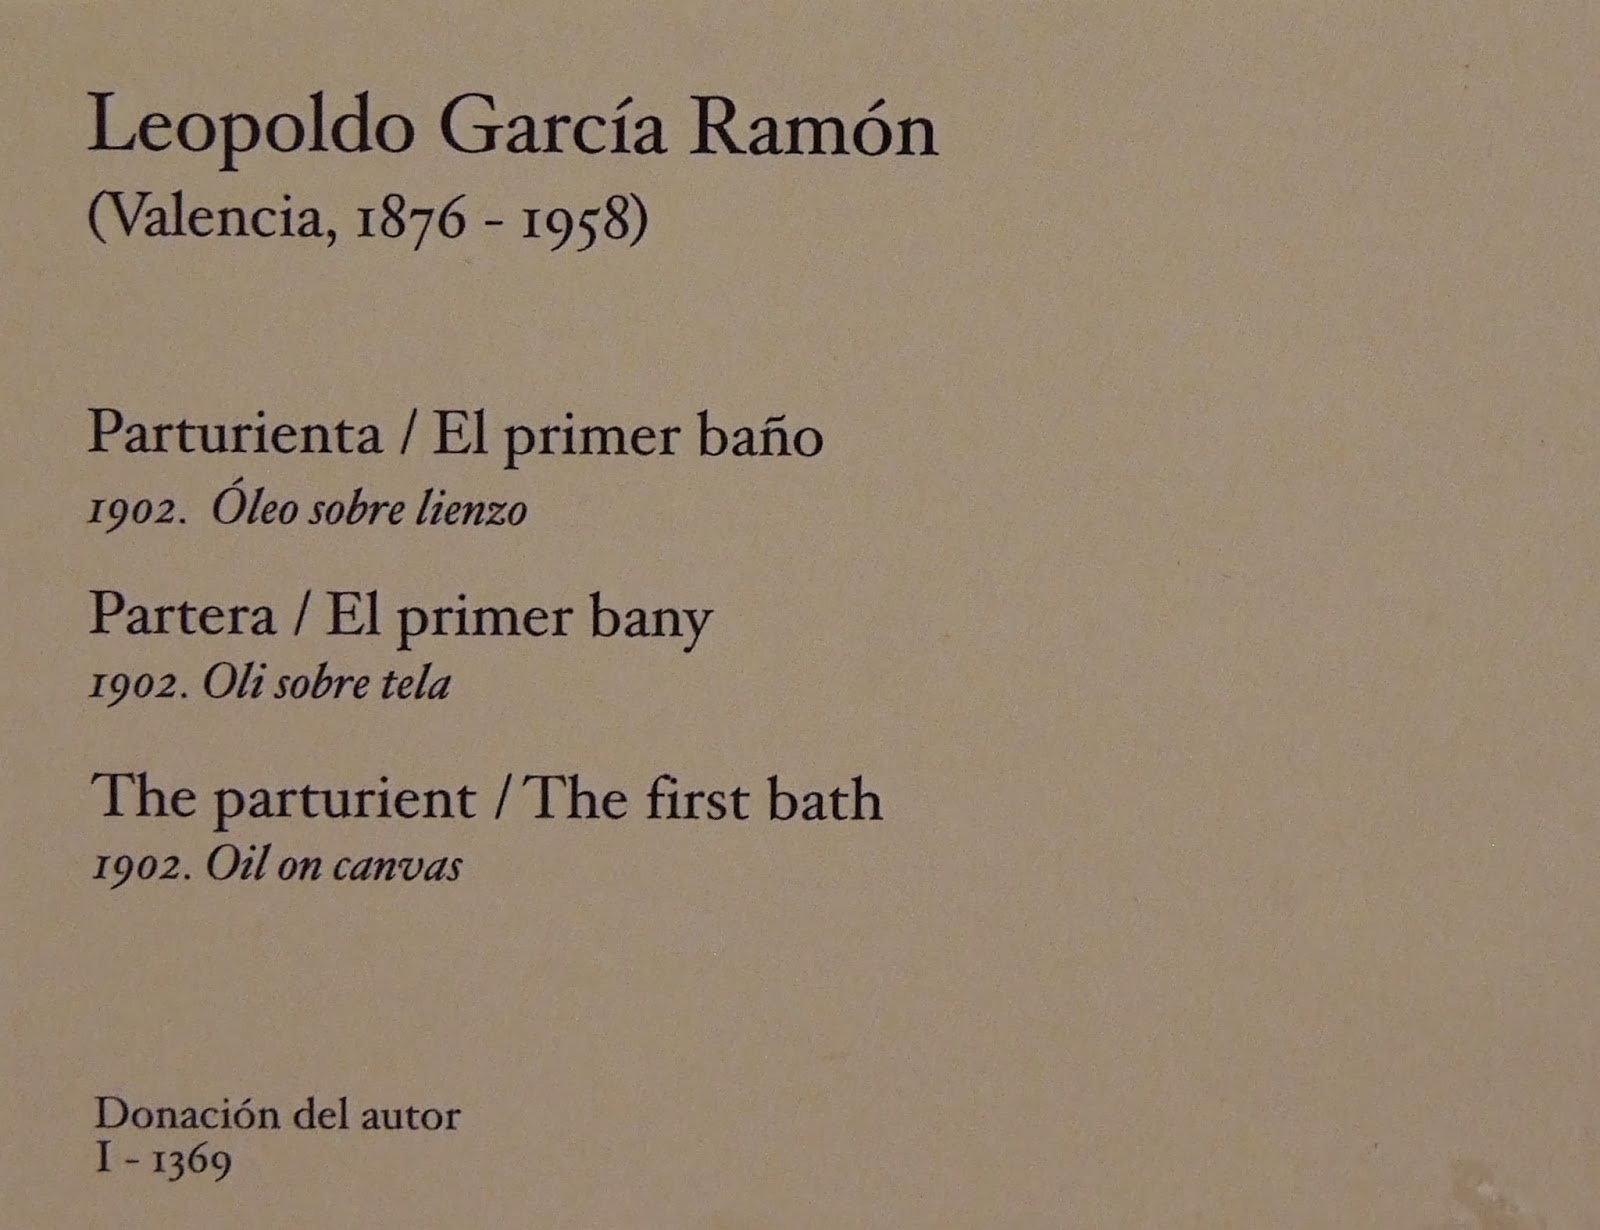 Leopoldo García Ramón
(Valencia, 1876 - 1958)
Parturienta / El primer baño
1902. Óleo sobre lienzo
Partera / El primer bany
1902. Oli sobre tela
The parturient / The first bath
1902. Oil on canvas
Donación del autor
I - 1369